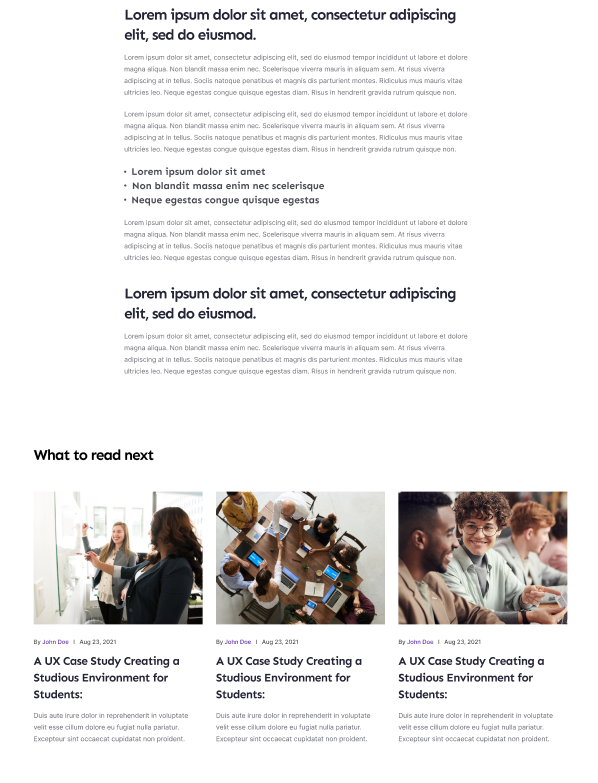 Lorem ipsum dolor sit amet, consectetur adipiscing
elit, sed do eiusmod.
Lorem ipsum dolor sit amet, consectetur adipiscing elit, sed do eiusmod tempor incididunt ut labore et dolore
magna aliqua. Non blandit massa enim nec. Scelerisque viverra mauris in aliquam sem. At risus viverra
adipiscing at in tellus. Sociis natoque penatibus et magnis dis parturient montes. Ridiculus mus mauris vitae
ultricies leo. Neque egestas congue quisque egestas diam. Risus in hendrerit gravida rutrum quisque non.
Lorem ipsum dolor sit amet, consectetur adipiscing elit, sed do eiusmod tempor incididunt ut labore et dolore
magna aliqua. Non blandit massa enim nec. Scelerisque viverra mauris in aliquam sem. At risus viverra
adipiscing at in tellus. Sociis natoque penatibus et magnis dis parturient montes. Ridiculus mus mauris vitae
ultricies leo. Neque egestas congue quisque egestas diam. Risus in hendrerit gravida rutrum quisque non.
• Lorem ipsum dolor sit amet
• Non blandit massa enim nec scelerisque
• Neque egestas congue quisque egestas
Lorem ipsum dolor sit amet, consectetur adipiscing elit, sed do eiusmod tempor incididunt ut labore et dolore
magna aliqua. Non blandit massa enim nec. Scelerisque viverra mauris in aliquam sem. At risus viverra
adipiscing at in tellus. Sociis natoque penatibus et magnis dis parturient montes. Ridiculus mus mauris vitae
ultricies leo. Neque egestas congue quisque egestas diam. Risus in hendrerit gravida rutrum quisque non.
Lorem ipsum dolor sit amet, consectetur adipiscing
elit, sed do eiusmod.
Lorem ipsum dolor sit amet, consectetur adipiscing elit, sed do eiusmod tempor incididunt ut labore et dolore
magna aliqua. Non blandit massa enim nec. Scelerisque viverra mauris in aliquam sem. At risus viverra
adipiscing at in tellus. Sociis natoque penatibus et magnis dis parturient montes. Ridiculus mus mauris vitae
ultricies leo. Neque egestas congue quisque egestas diam. Risus in hendrerit gravida rutrum quisque non.
What to read next
By John Doe | Aug 23, 2021
A UX Case Study Creating a
Studious Environment for
Students:
Duis aute irure dolor in reprehenderit in voluptate
velit esse cillum dolore eu fugiat nulla pariatur.
Excepteur sint occaecat cupidatat non proident.
By John Doe | Aug 23, 2021
A UX Case Study Creating a
Studious Environment for
Students:
Duis aute irure dolor in reprehenderit in voluptate
velit esse cillum dolore eu fugiat nulla pariatur.
Excepteur sint occaecat cupidatat non proident.
By John Doe | Aug 23, 2021
A UX Case Study Creating a
Studious Environment for
Students:
Duis aute irure dolor in reprehenderit in voluptate
velit esse cillum dolore eu fugiat nulla pariatur.
Excepteur sint occaecat cupidatat non proident.